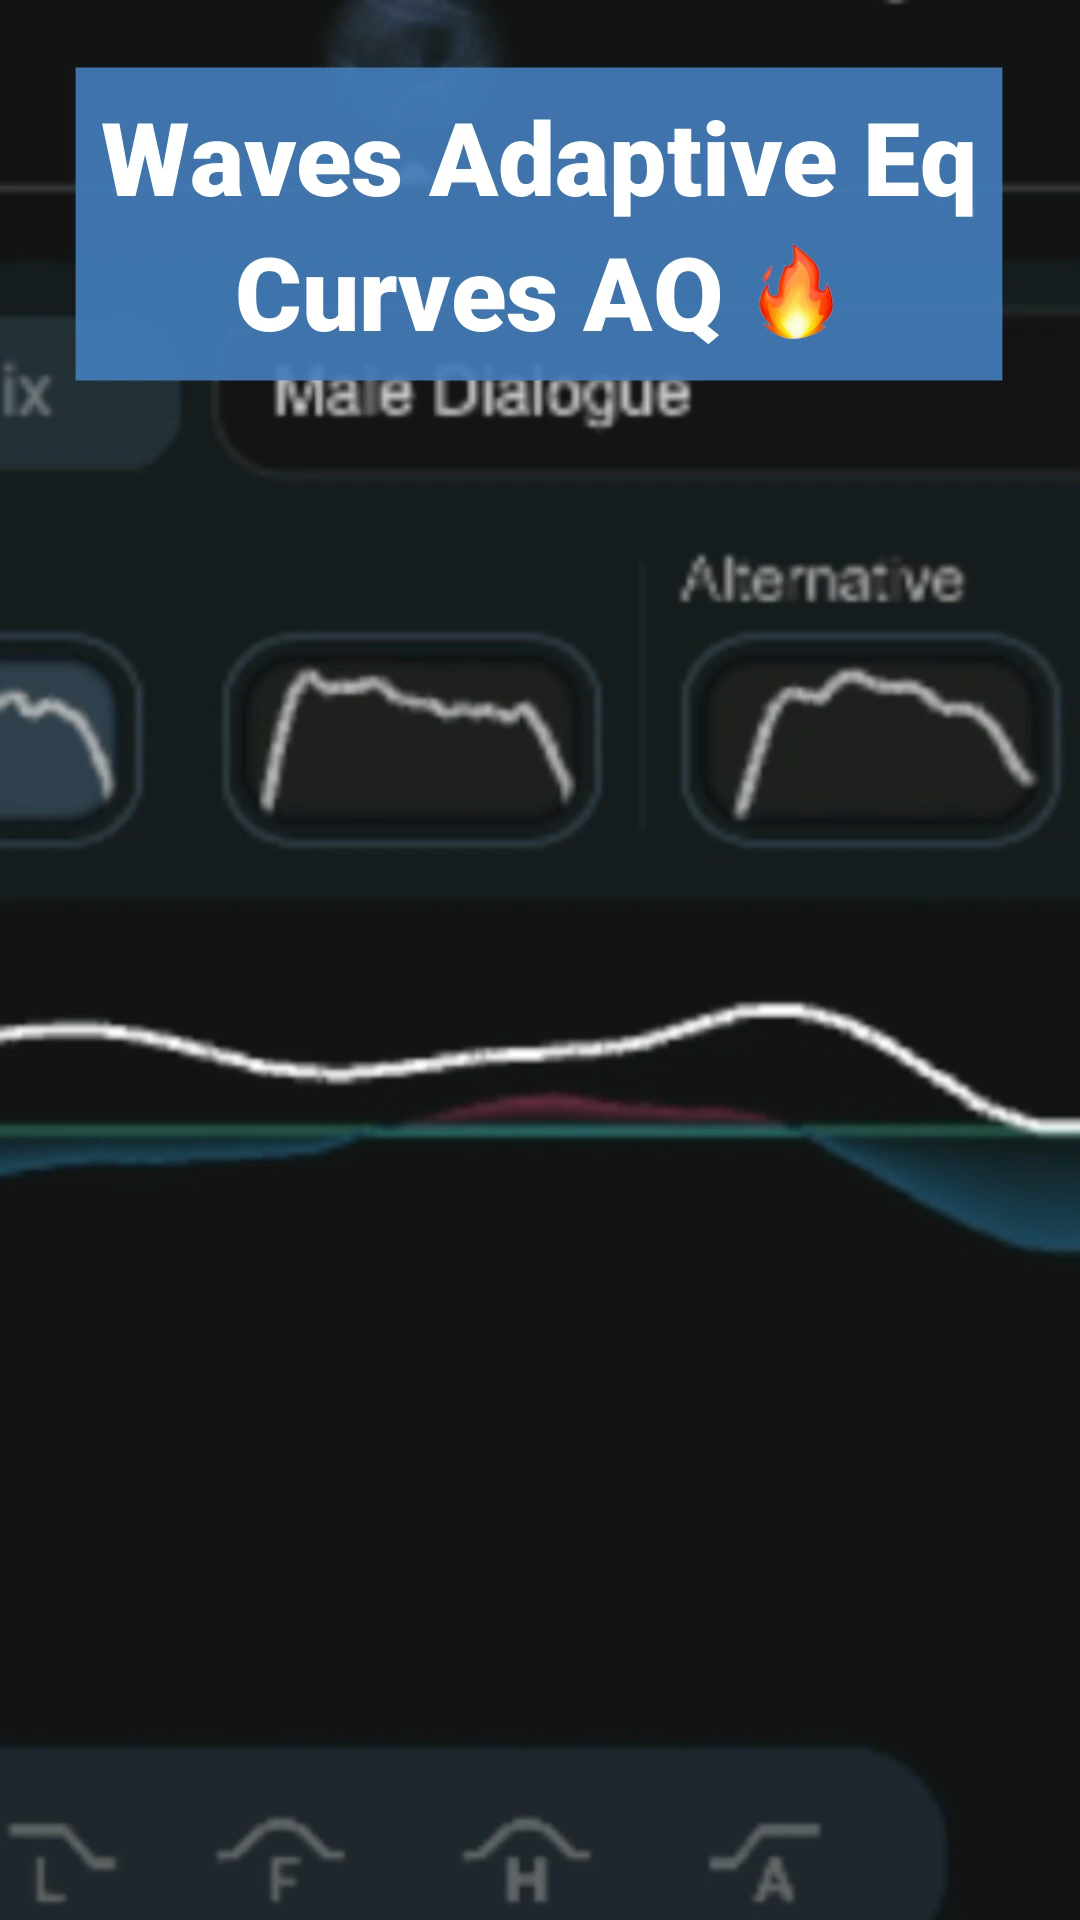 Waves Adaptive Eq
Curves AQ 🔥
ix
Male Dialogue
Alternative
L F H A